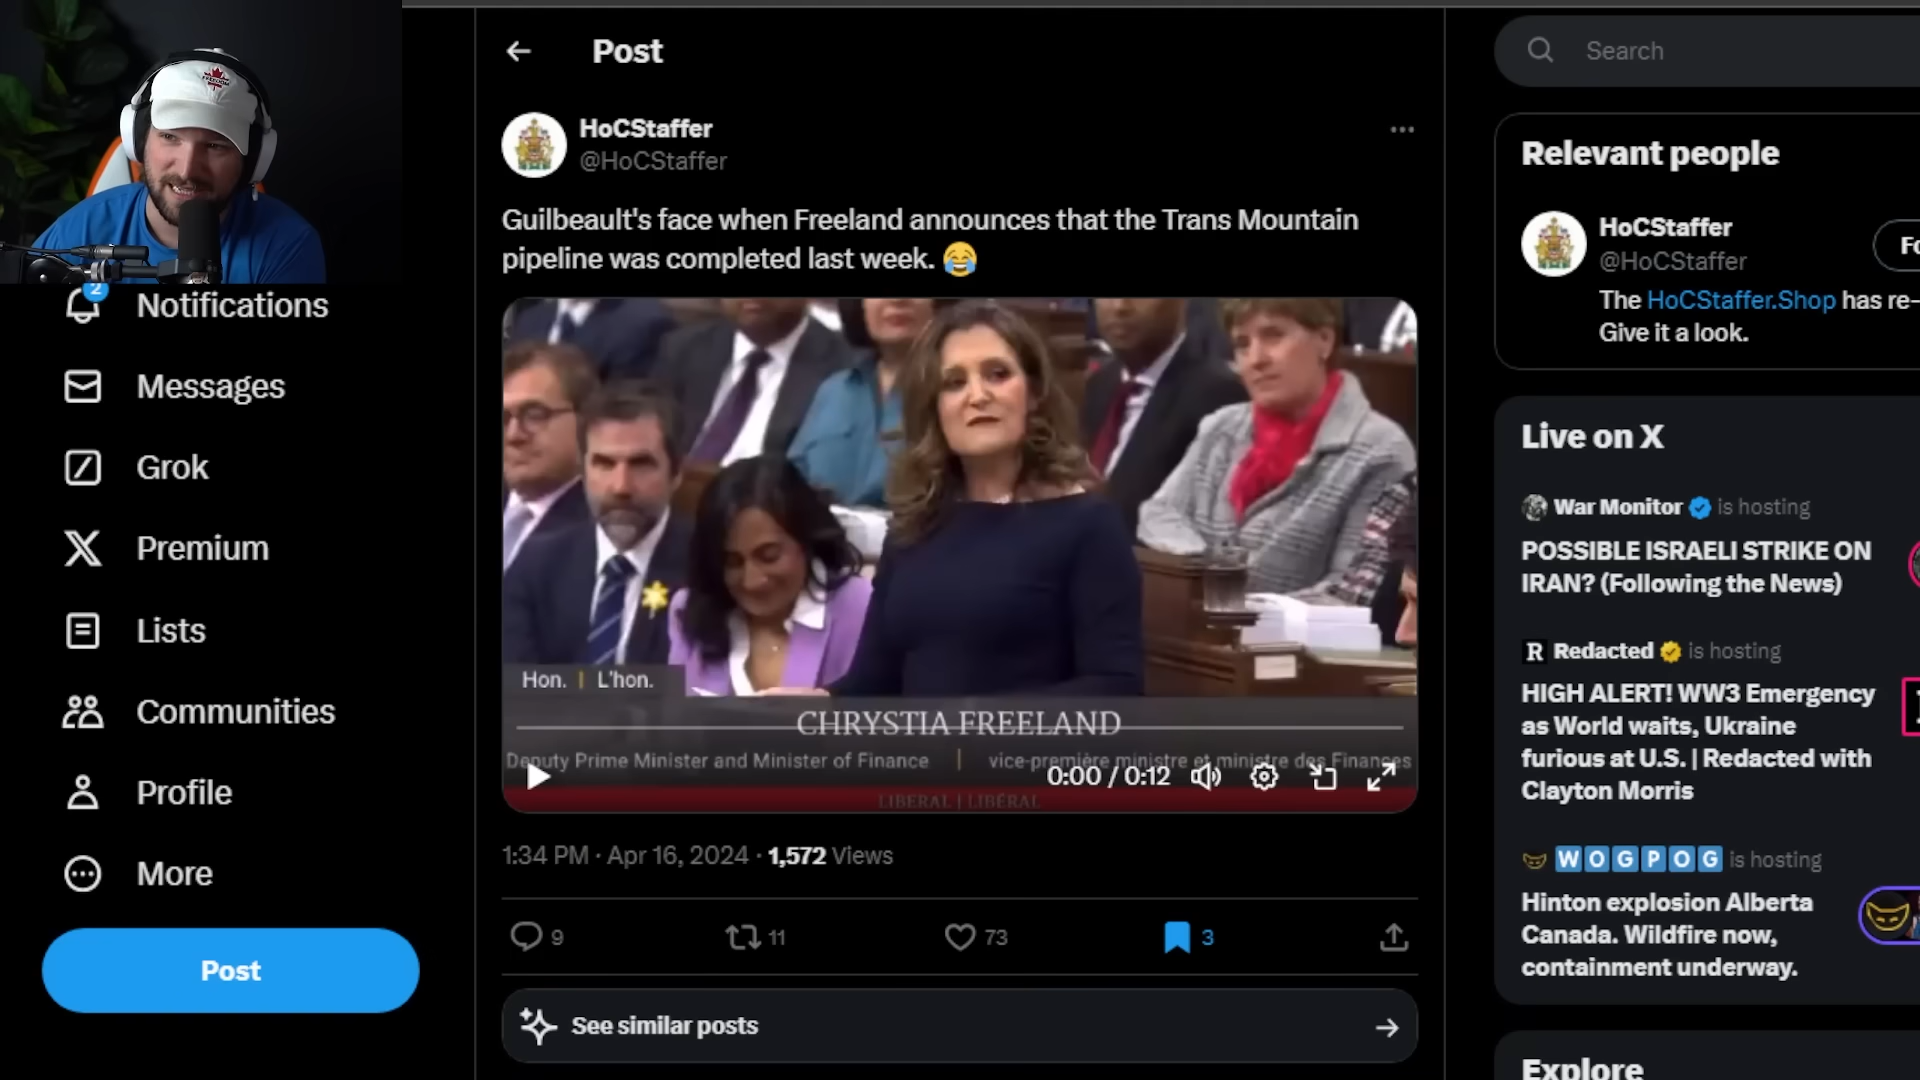 FREEDOM
Notifications
2
Messages
Grok
Premium
Lists
Communities
Profile
More
Post
Post
HoCStaffer
@HoCStaffer
Guilbeault's face when Freeland announces that the Trans Mountain
pipeline was completed last week. 😂
Hon. | L'hon.
CHRYSTIA FREELAND
Deputy Prime Minister and Minister of Finance | vice-première ministre et ministre des Finances
0:00 / 0:12
LIBERAL | LIBÉRAL
1:34 PM · Apr 16, 2024 · 1,572 Views
9 11 73 3
See similar posts
Search
Relevant people
HoCStaffer
@HoCStaffer
Fo
The HoCStaffer.Shop has re-
Give it a look.
Live on X
War Monitor is hosting
POSSIBLE ISRAELI STRIKE ON
IRAN? (Following the News)
R Redacted is hosting
HIGH ALERT! WW3 Emergency
as World waits, Ukraine
furious at U.S. | Redacted with
Clayton Morris
WOGPOG is hosting
Hinton explosion Alberta
Canada. Wildfire now,
containment underway.
Explore